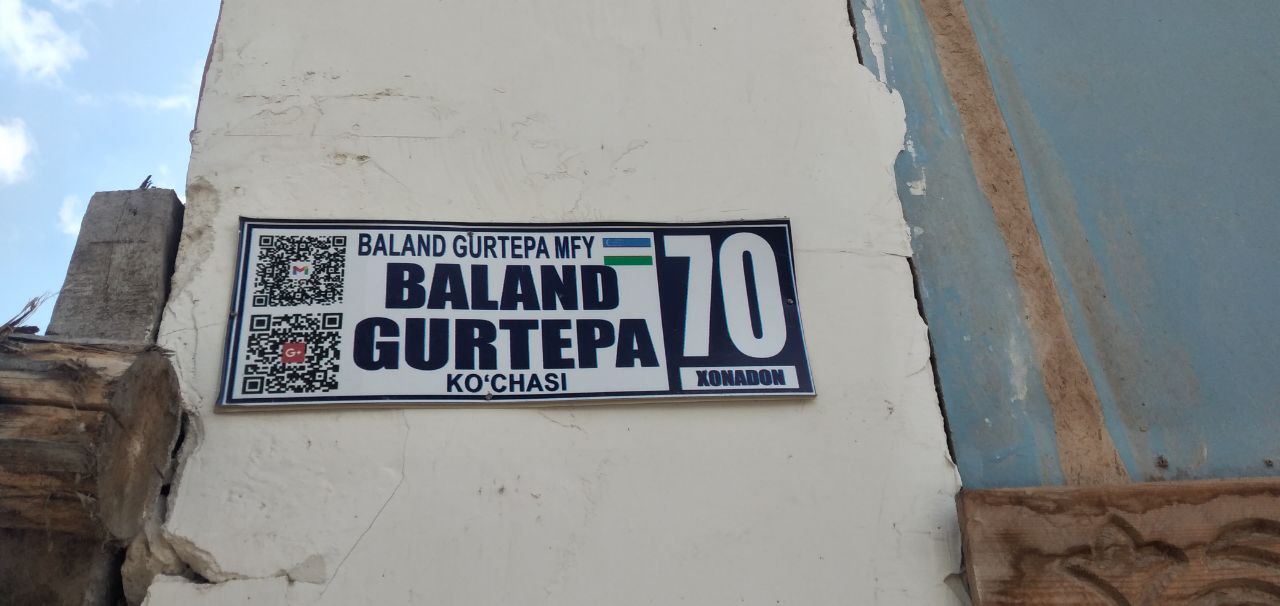 BALAND GURTEPA MFY
BALAND
GURTEPA
KO‘CHASI
70
XONADON
G+